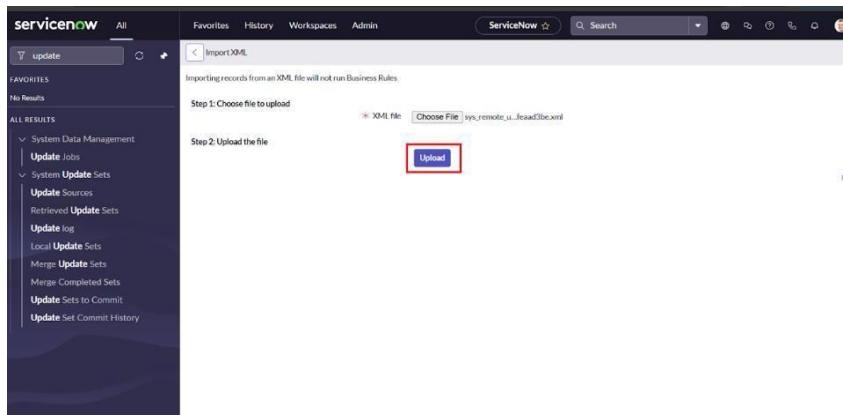 servicenow All Favorites History Workspaces Admin ServiceNow ☆ Search
update
Import XML
Importing records from an XML file will not run Business Rules
FAVORITES
No Results
ALL RESULTS
System Data Management
Update Jobs
System Update Sets
Update Sources
Retrieved Update Sets
Update log
Local Update Sets
Merge Update Sets
Merge Completed Sets
Update Sets to Commit
Update Set Commit History
Step 1: Choose file to upload
XML file Choose File sys_remote_u...feaad3be.xml
Step 2: Upload the file
Upload